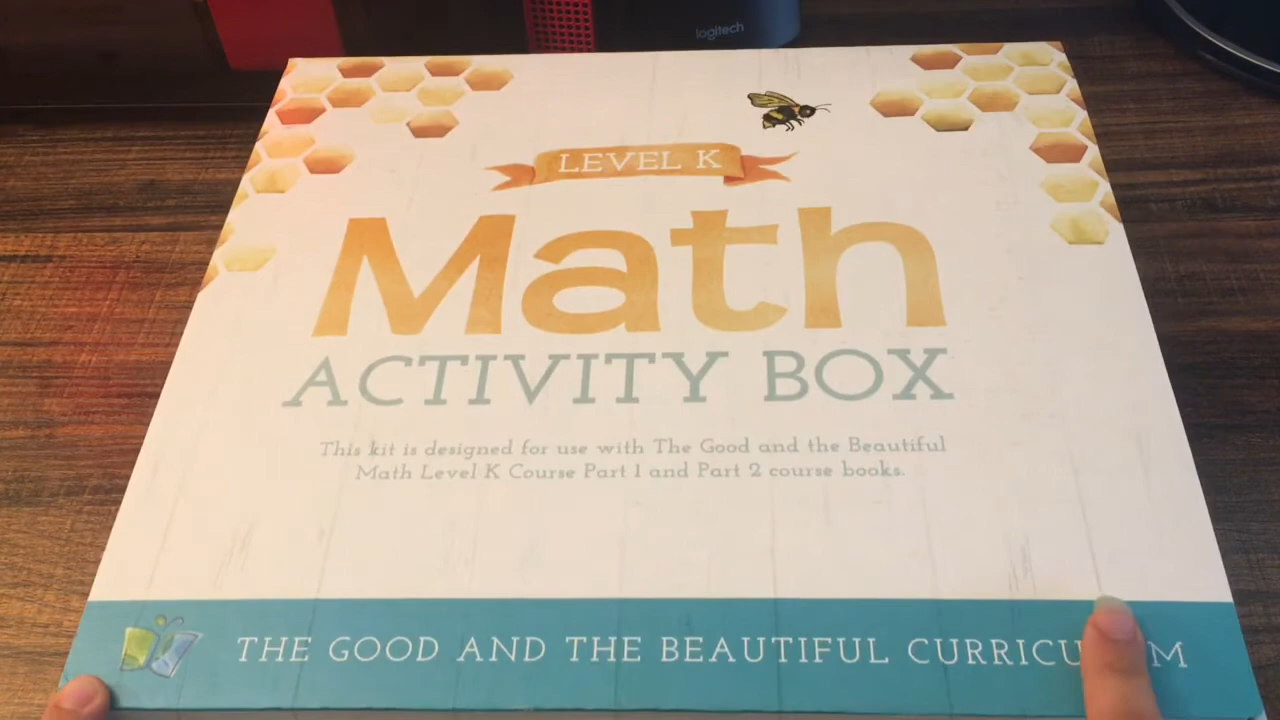 logitech
LEVEL K
Math
ACTIVITY BOX
This kit is designed for use with The Good and the Beautiful
Math Level K Course Part 1 and Part 2 course books.
THE GOOD AND THE BEAUTIFUL